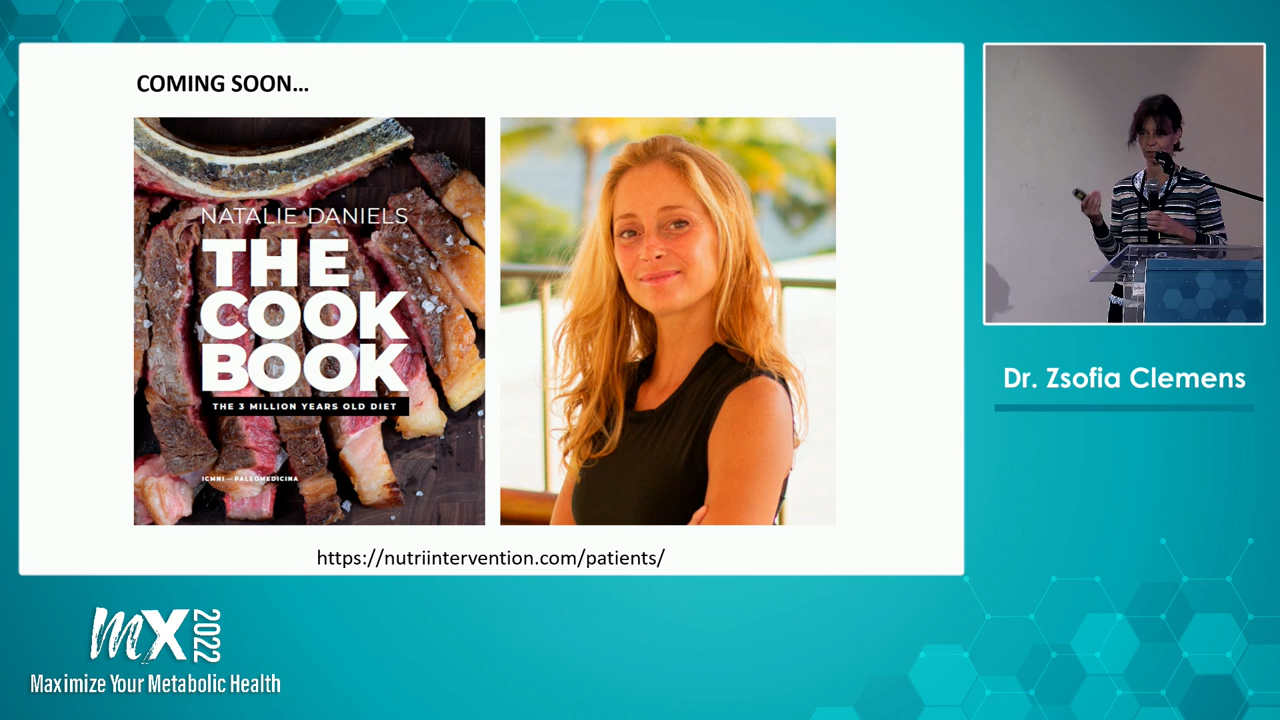 COMING SOON...
NATALIE DANIELS
THE
COOK
BOOK
THE 3 MILLION YEARS OLD DIET
ICMNI — PALEOMEDICINA
https://nutriintervention.com/patients/
Dr. Zsofia Clemens
mx 2022
Maximize Your Metabolic Health